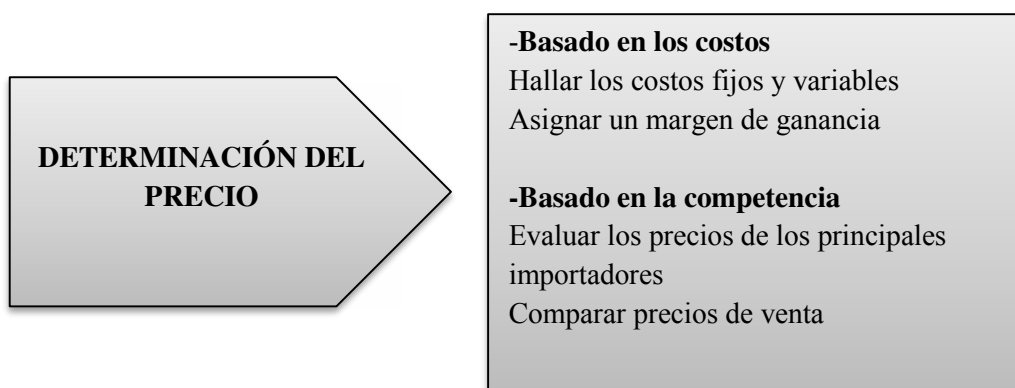 DETERMINACIÓN DEL
PRECIO
-Basado en los costos
Hallar los costos fijos y variables
Asignar un margen de ganancia
-Basado en la competencia
Evaluar los precios de los principales
importadores
Comparar precios de venta